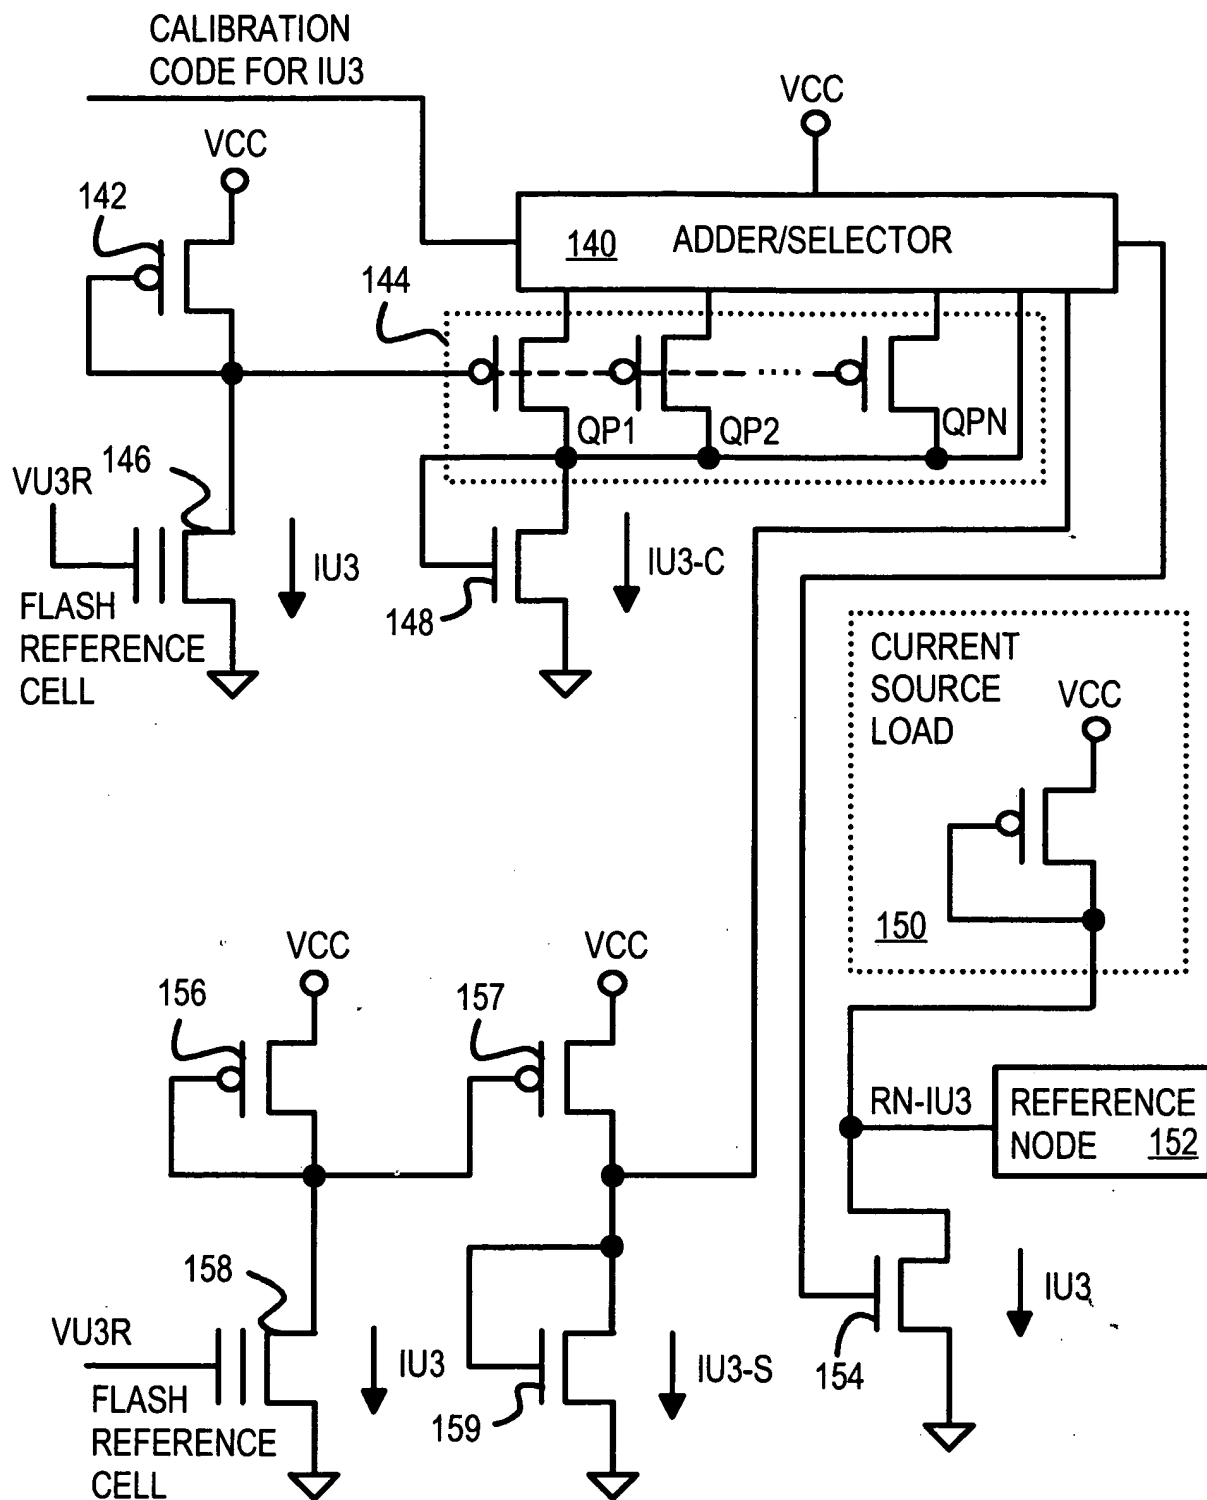 CALIBRATION
CODE FOR IU3
VCC
VCC
142
140 ADDER/SELECTOR
144
QP1
QP2
QPN
146
VU3R
IU3
IU3-C
FLASH
REFERENCE
CELL
148
CURRENT
SOURCE
LOAD
VCC
150
VCC
VCC
156
157
RN-IU3
REFERENCE
NODE 152
158
VU3R
IU3
IU3-S
IU3
154
159
FLASH
REFERENCE
CELL